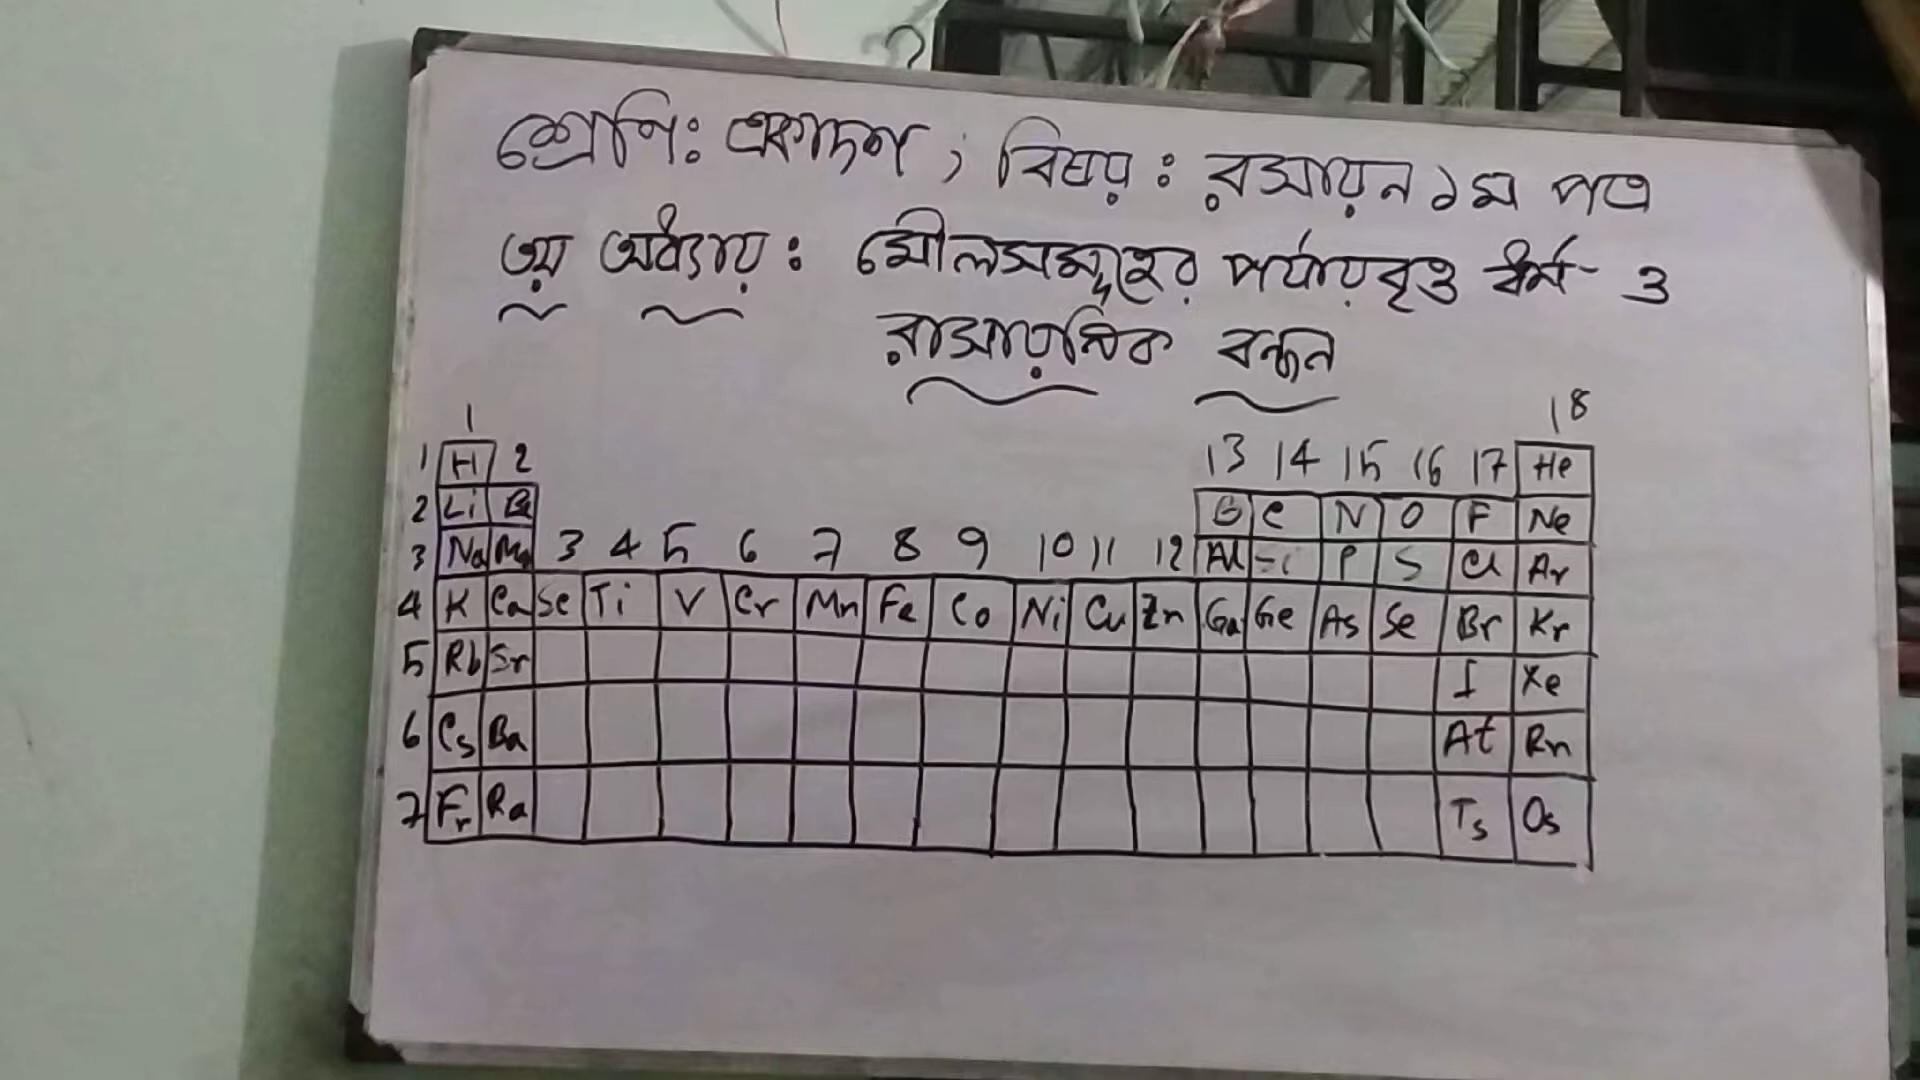 শ্রেণি: একাদশ ; বিষয় : রসায়ন ১ম পত্র
৩য় অধ্যায় : মৌলসমূহের পর্যায়বৃত্ত ধর্ম ও
রাসায়নিক বন্ধন
1 18
1 H 2 13 14 15 16 17 He
2 Li Be B C N O F Ne
3 Na Mg 3 4 5 6 7 8 9 10 11 12 Al Si P S Cl Ar
4 K Ca Sc Ti V Cr Mn Fe Co Ni Cu Zn Ga Ge As Se Br Kr
5 Rb Sr I Xe
6 Cs Ba At Rn
7 Fr Ra Ts Os